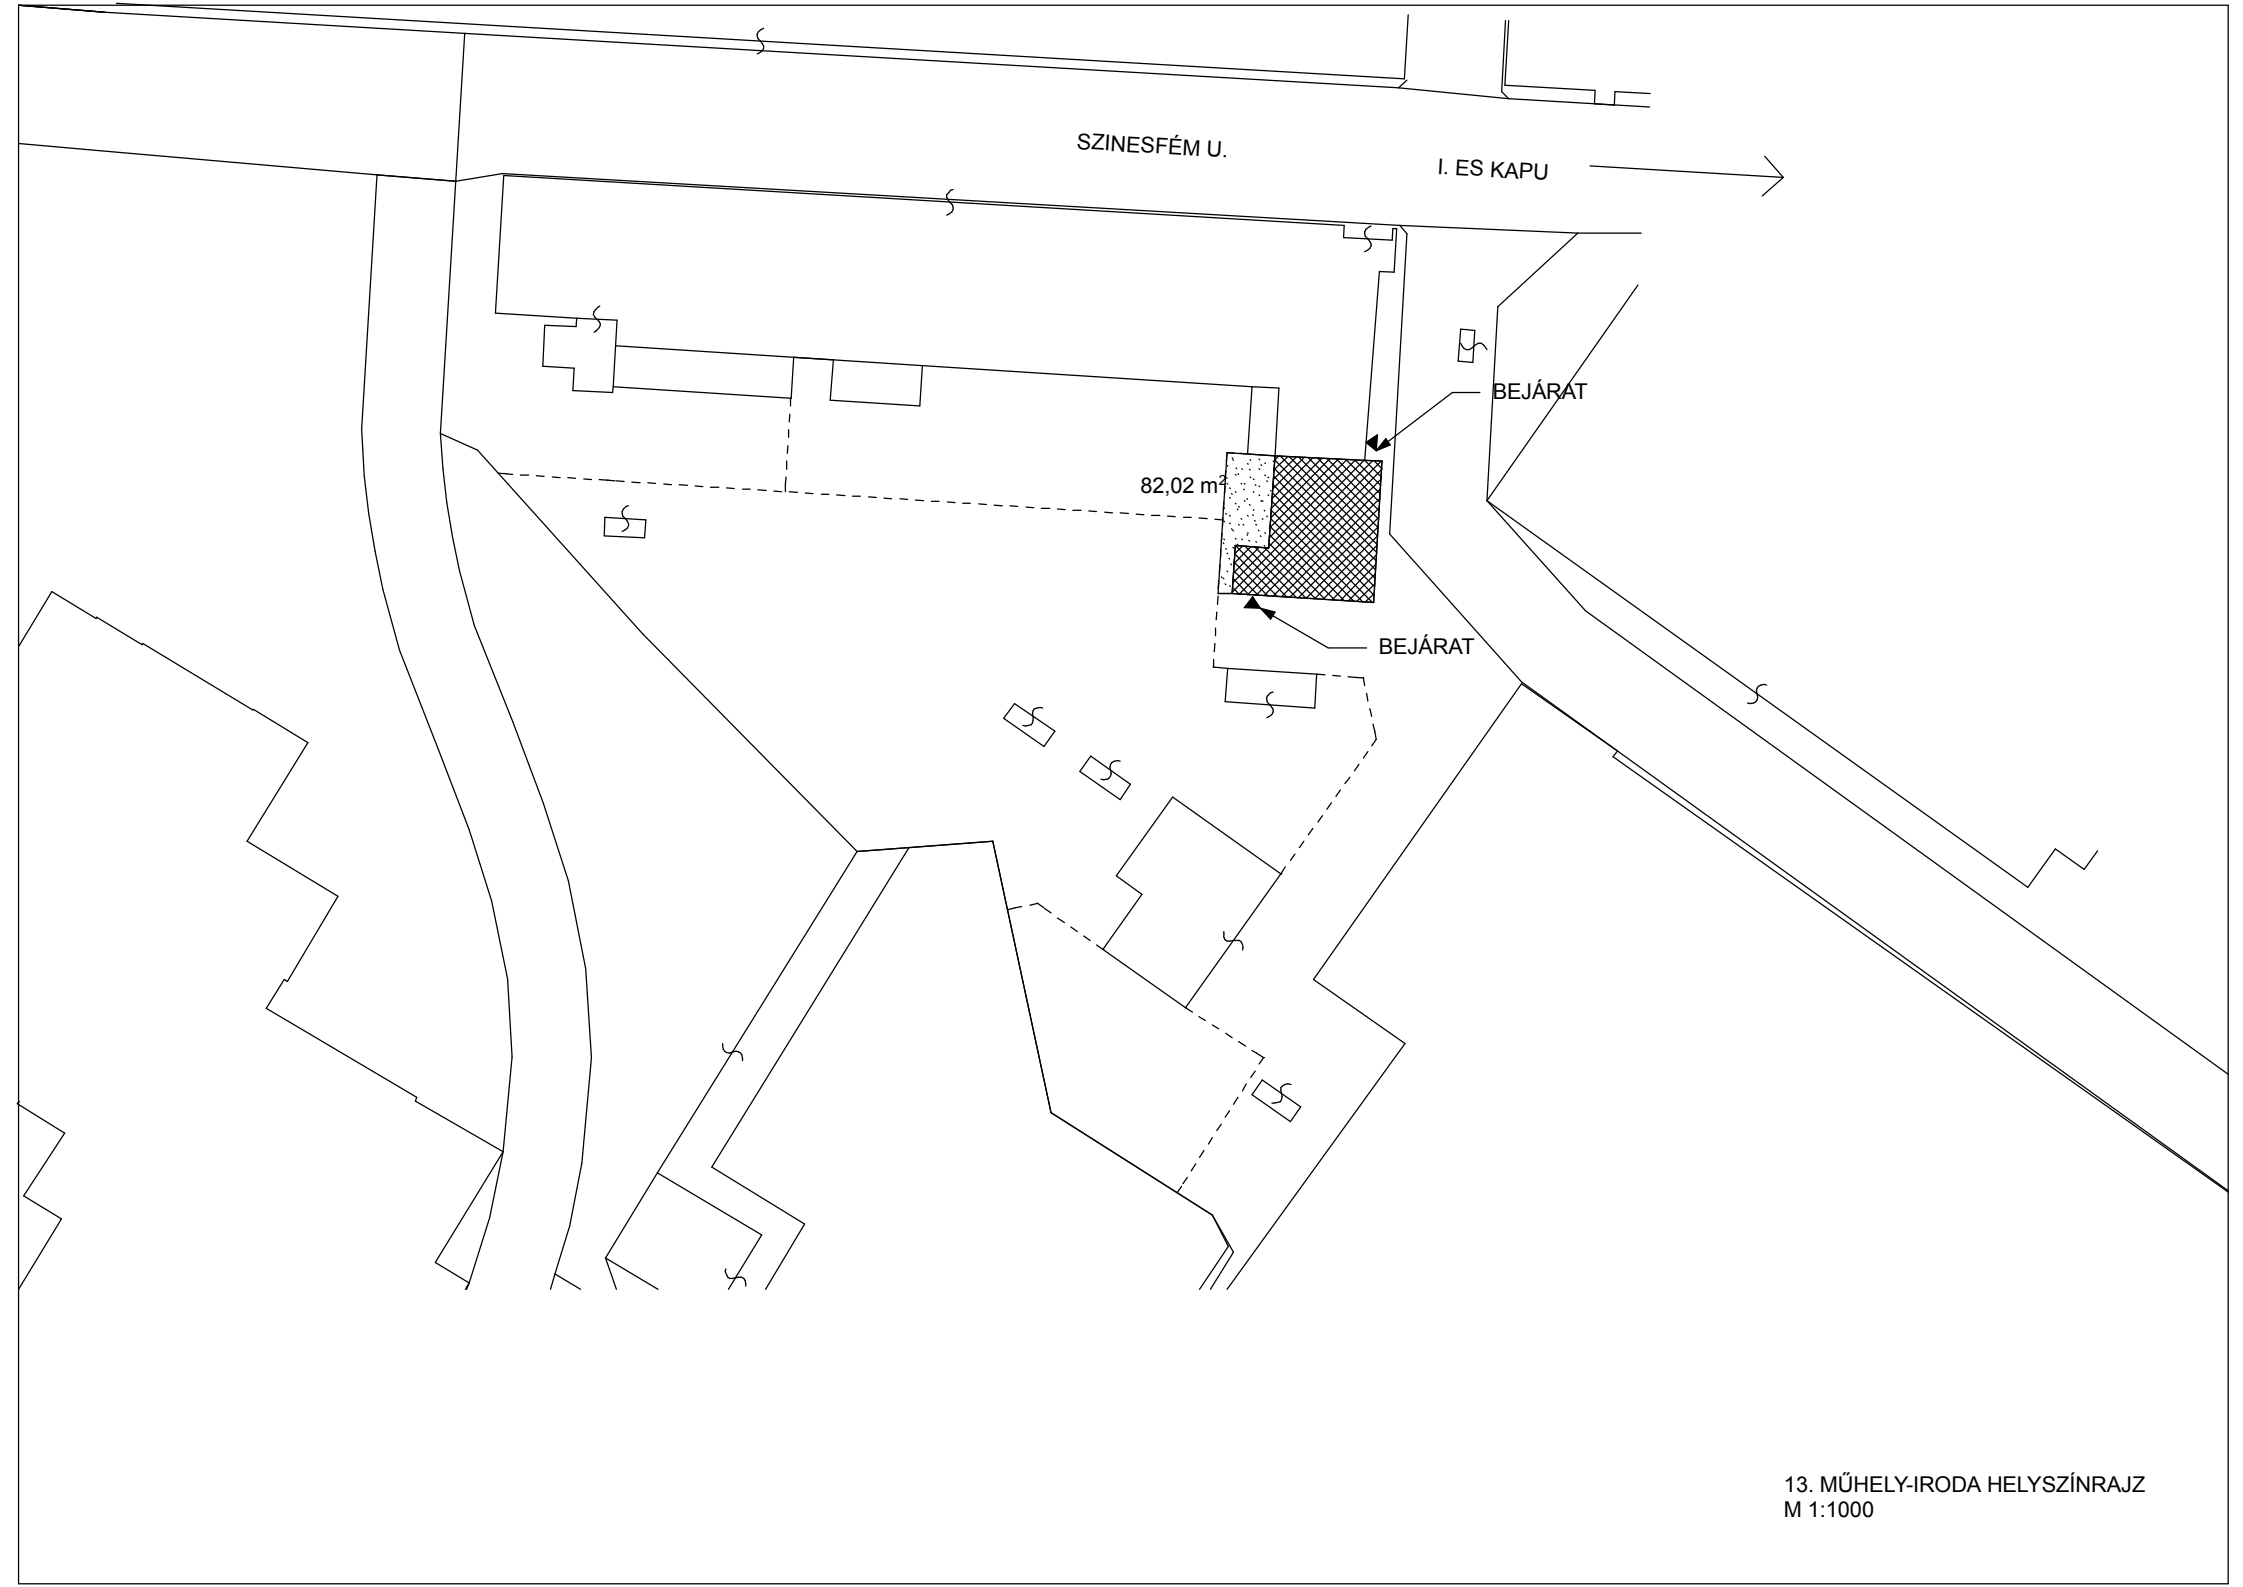 SZINESFÉM U.
I. ES KAPU
BEJÁRAT
82,02 m²
BEJÁRAT
13. MŰHELY-IRODA HELYSZÍNRAJZ
M 1:1000